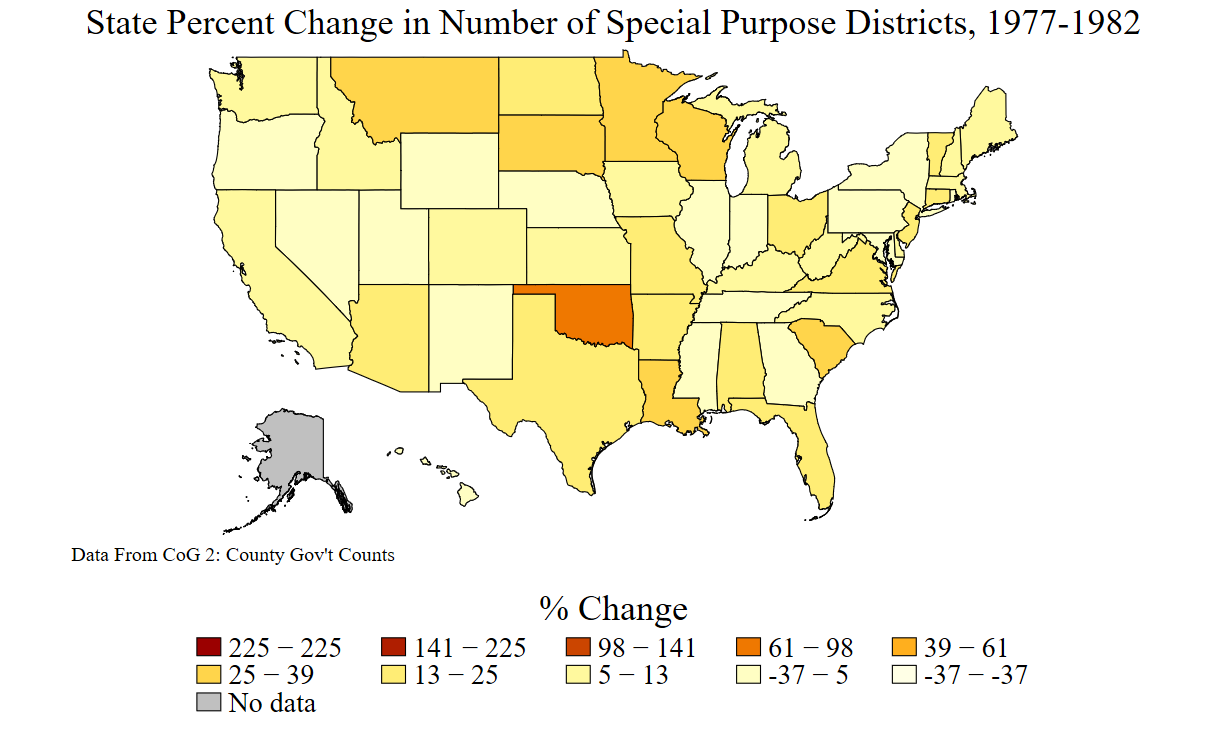 State Percent Change in Number of Special Purpose Districts, 1977-1982
Data From CoG 2: County Gov't Counts
% Change
225 − 225 141 − 225 98 − 141 61 − 98 39 − 61
25 − 39 13 − 25 5 − 13 -37 − 5 -37 − -37
No data